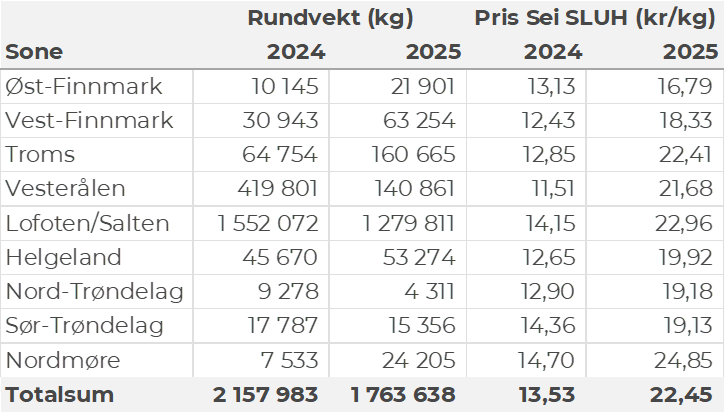 Rundvekt (kg) Pris Sei SLUH (kr/kg)
Sone 2024 2025 2024 2025
Øst-Finnmark 10 145 21 901 13,13 16,79
Vest-Finnmark 30 943 63 254 12,43 18,33
Troms 64 754 160 665 12,85 22,41
Vesterålen 419 801 140 861 11,51 21,68
Lofoten/Salten 1 552 072 1 279 811 14,15 22,96
Helgeland 45 670 53 274 12,65 19,92
Nord-Trøndelag 9 278 4 311 12,90 19,18
Sør-Trøndelag 17 787 15 356 14,36 19,13
Nordmøre 7 533 24 205 14,70 24,85
Totalsum 2 157 983 1 763 638 13,53 22,45